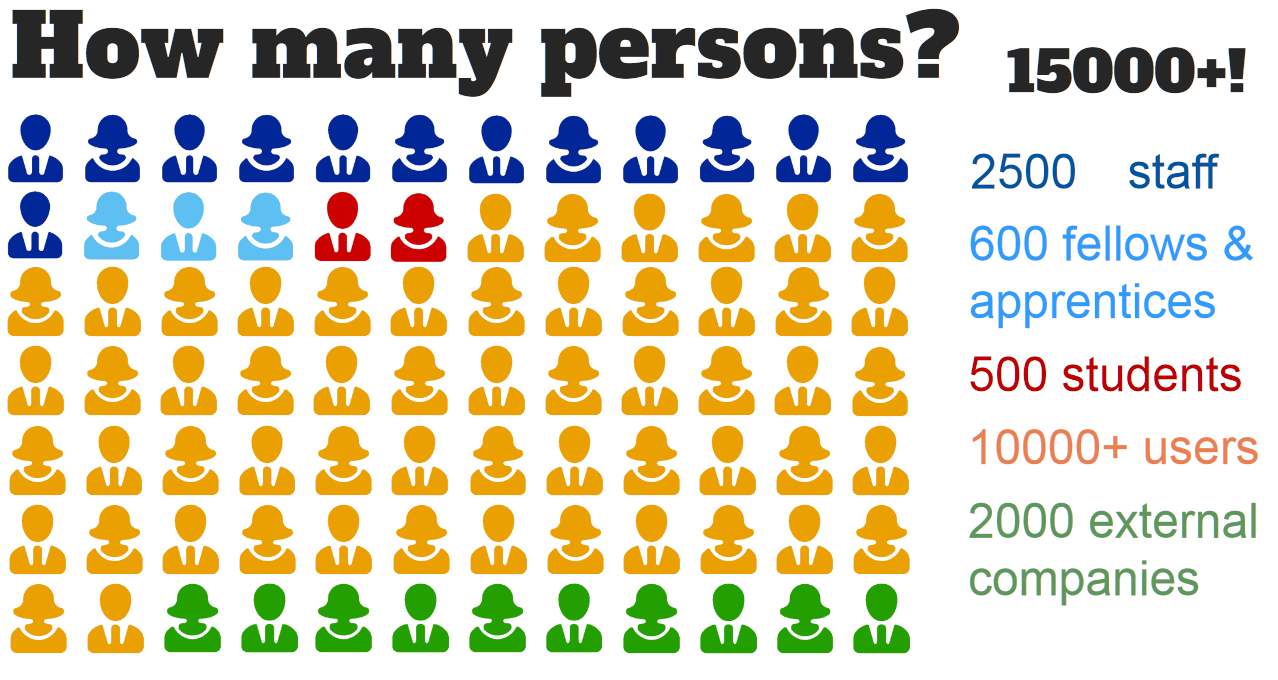 How many persons?
15000+!
2500 staff
600 fellows &
apprentices
500 students
10000+ users
2000 external
companies